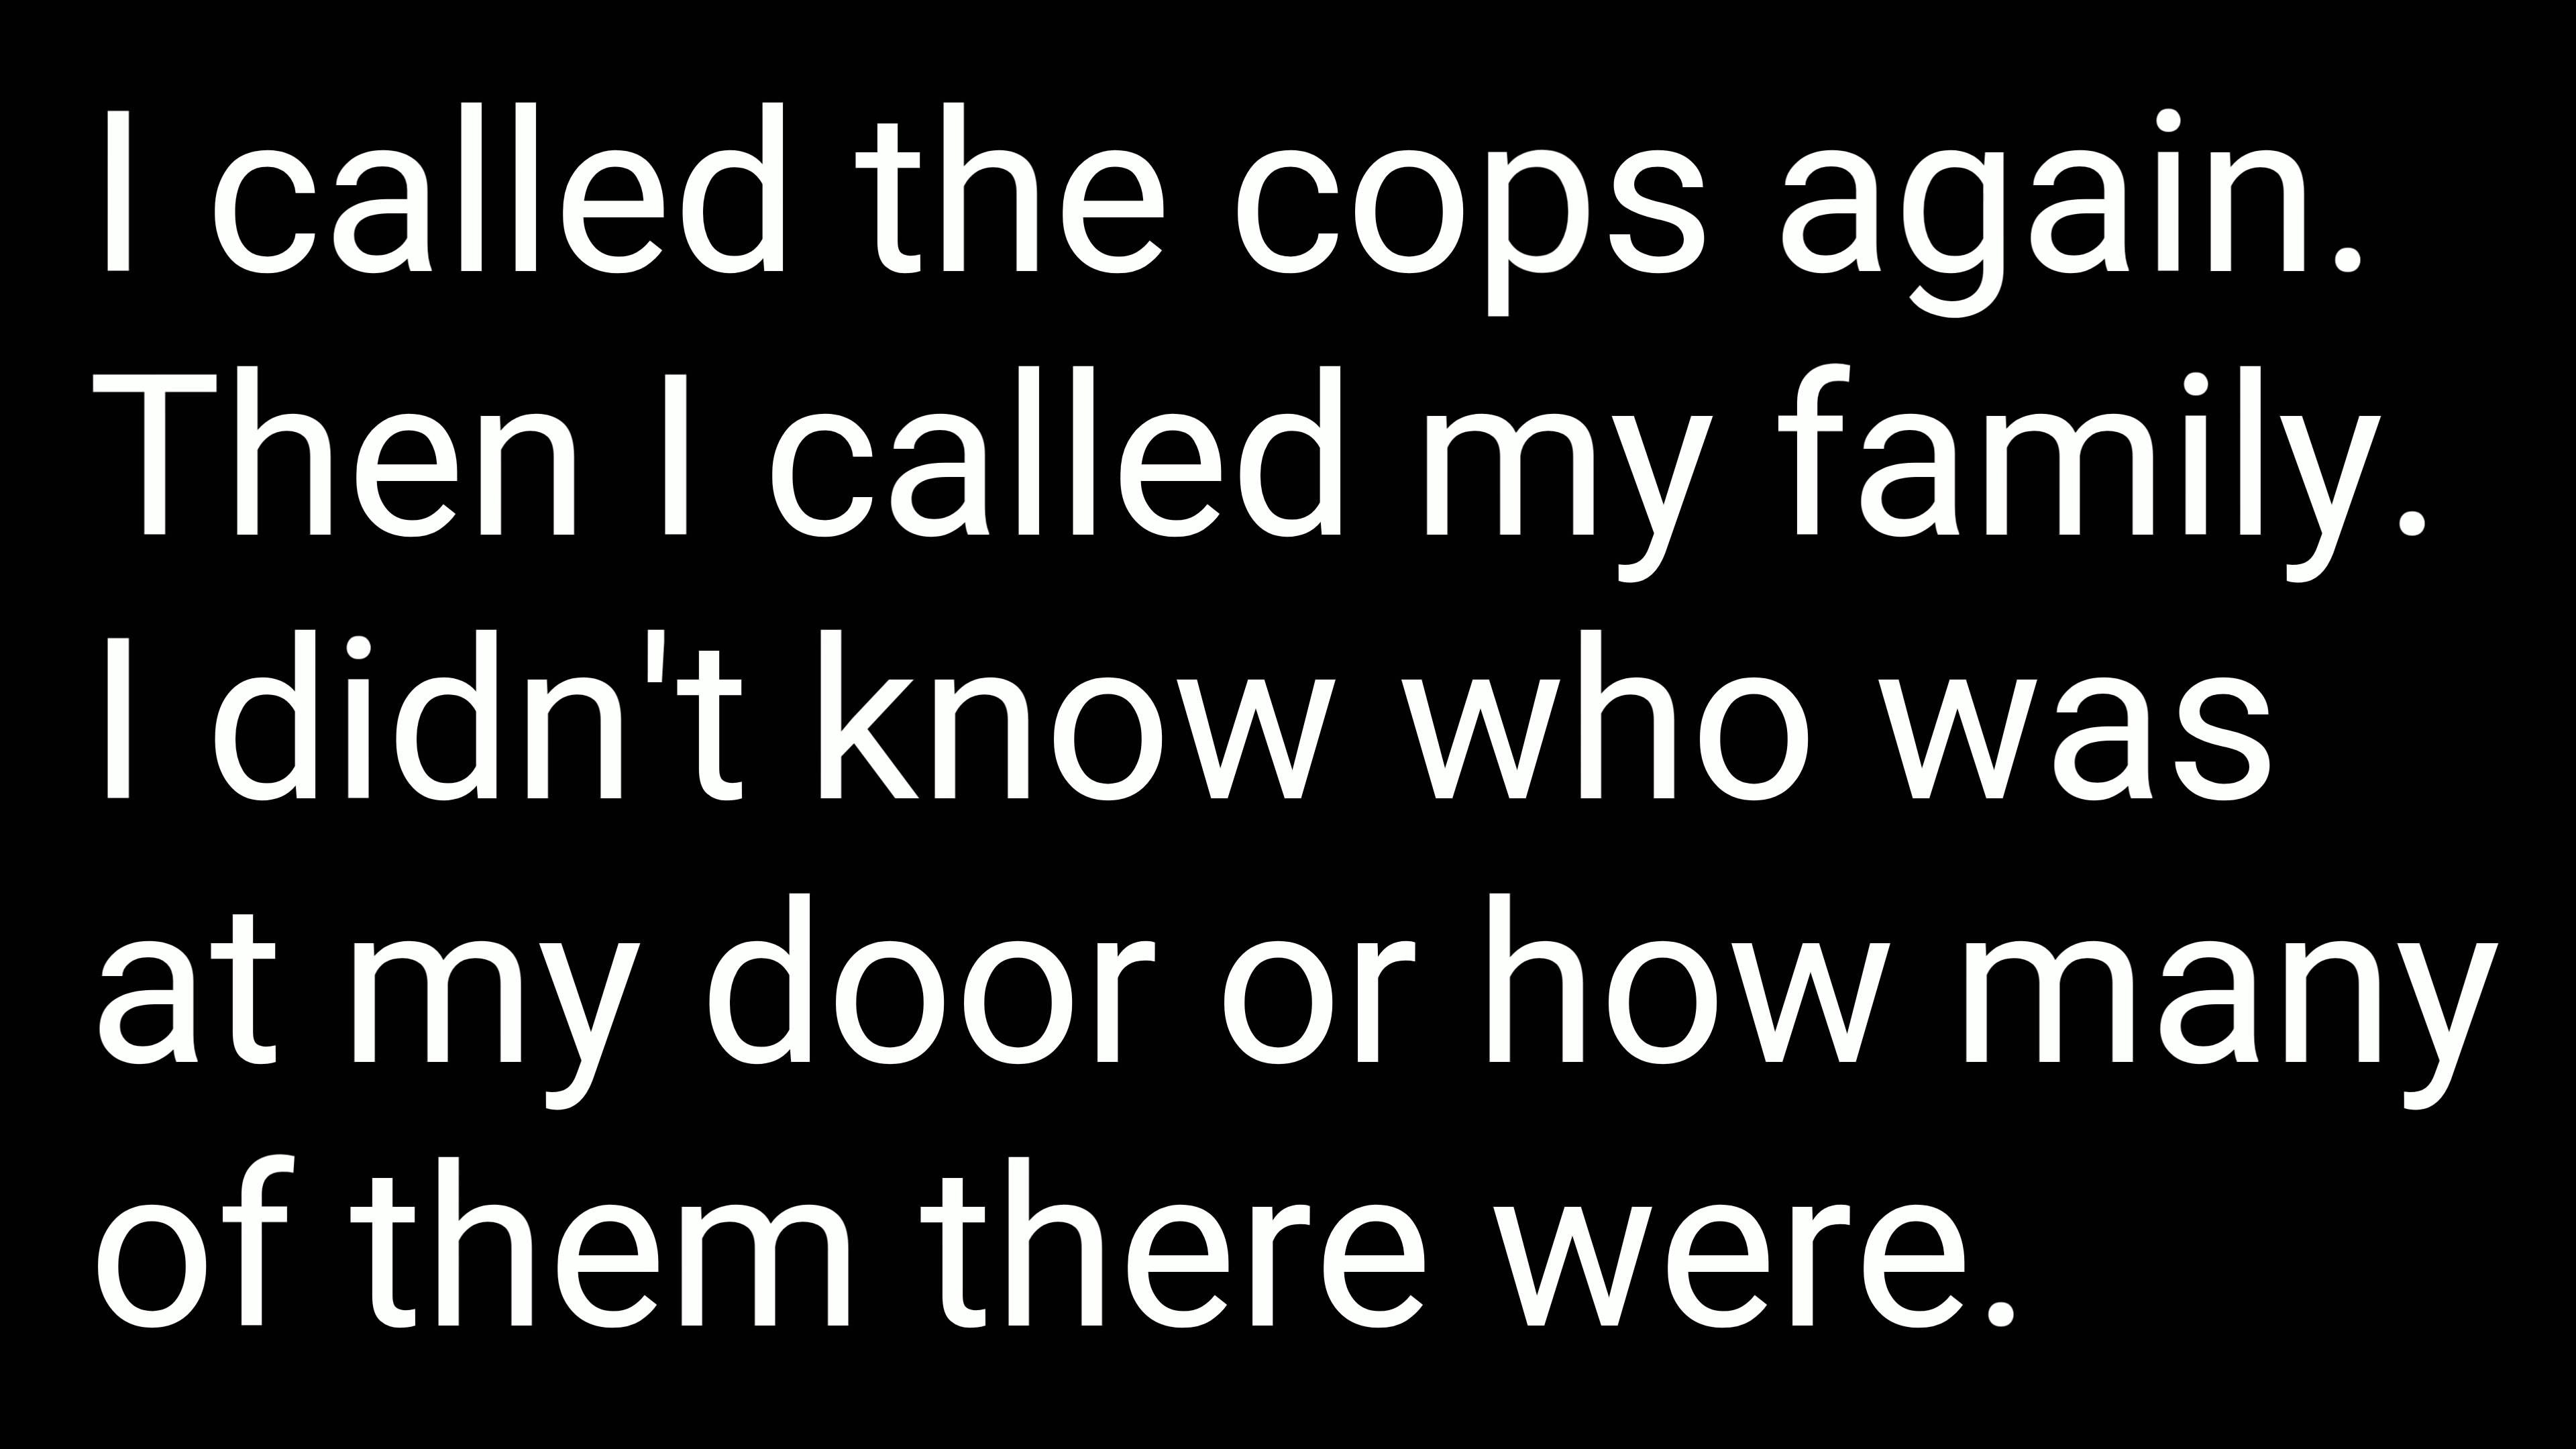 I called the cops again.
Then I called my family.
I didn't know who was
at my door or how many
of them there were.